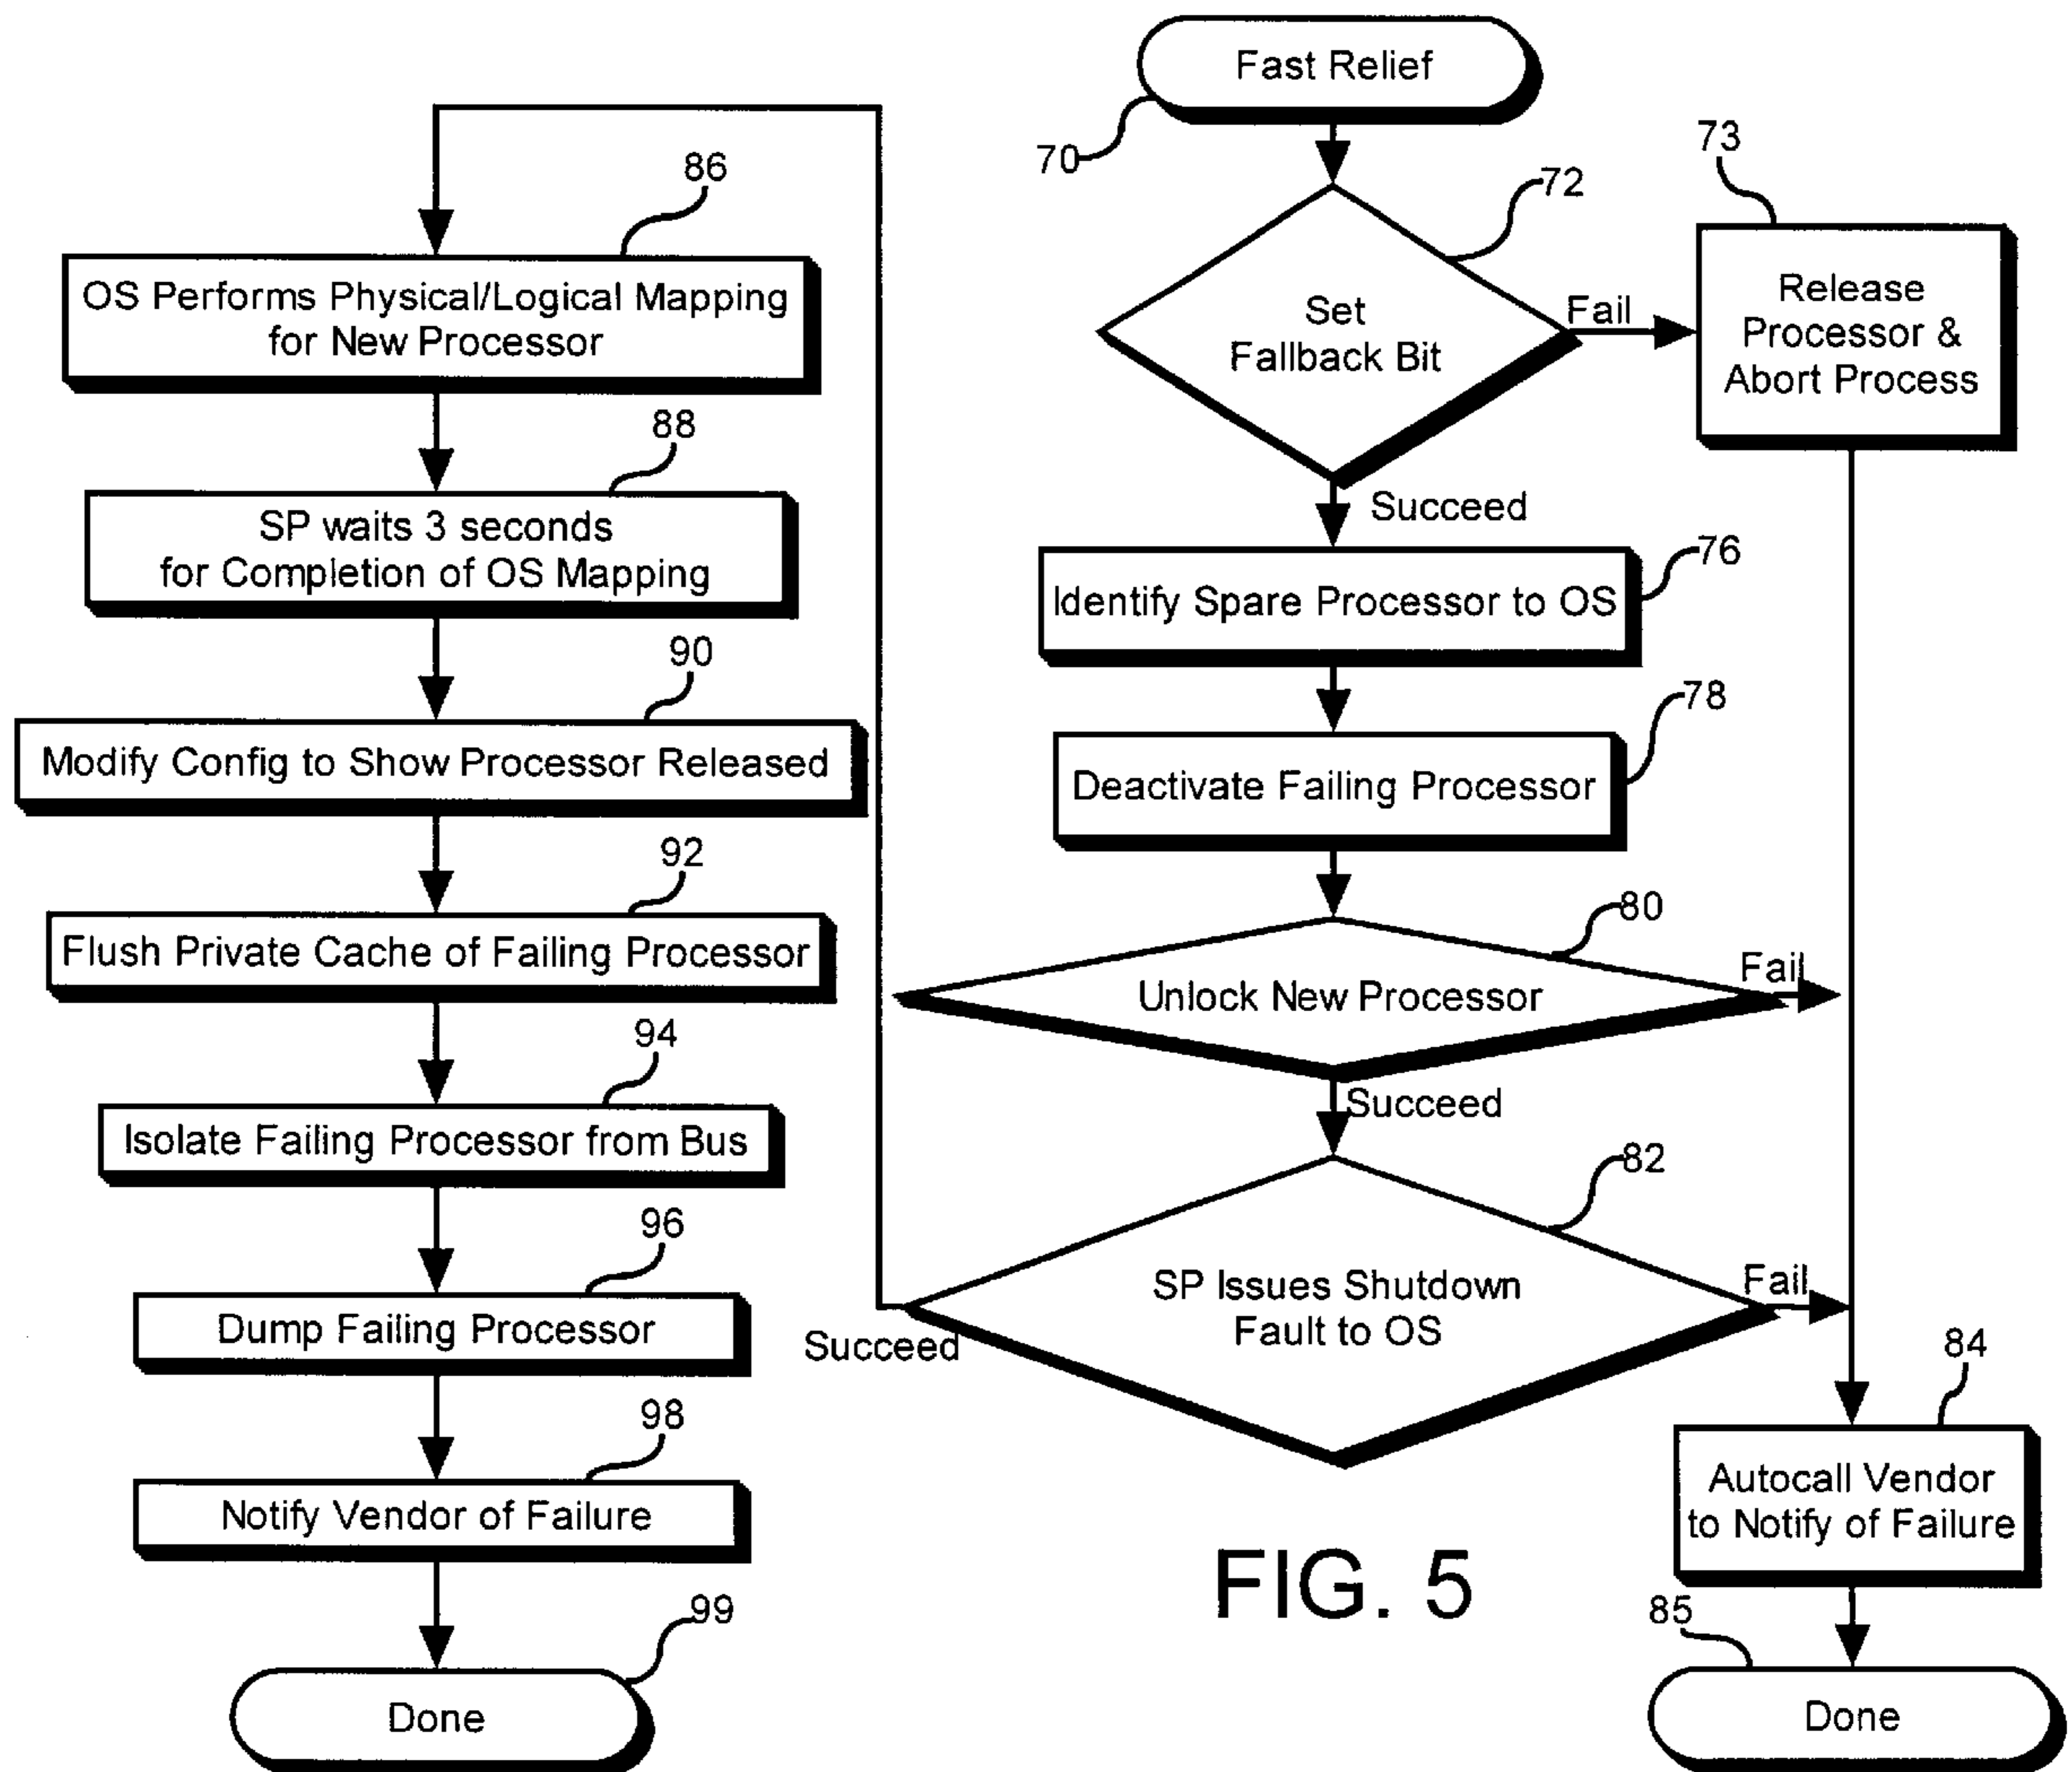 Fast Relief
70
72
Set
Fallback Bit
Fail
73
Release
Processor &
Abort Process
Succeed
76
Identify Spare Processor to OS
78
Deactivate Failing Processor
80
Unlock New Processor
Fail
Succeed
82
SP Issues Shutdown
Fault to OS
Fail
Succeed
84
Autocall Vendor
to Notify of Failure
85
Done
86
OS Performs Physical/Logical Mapping
for New Processor
88
SP waits 3 seconds
for Completion of OS Mapping
90
Modify Config to Show Processor Released
92
Flush Private Cache of Failing Processor
94
Isolate Failing Processor from Bus
96
Dump Failing Processor
98
Notify Vendor of Failure
99
Done
FIG. 5